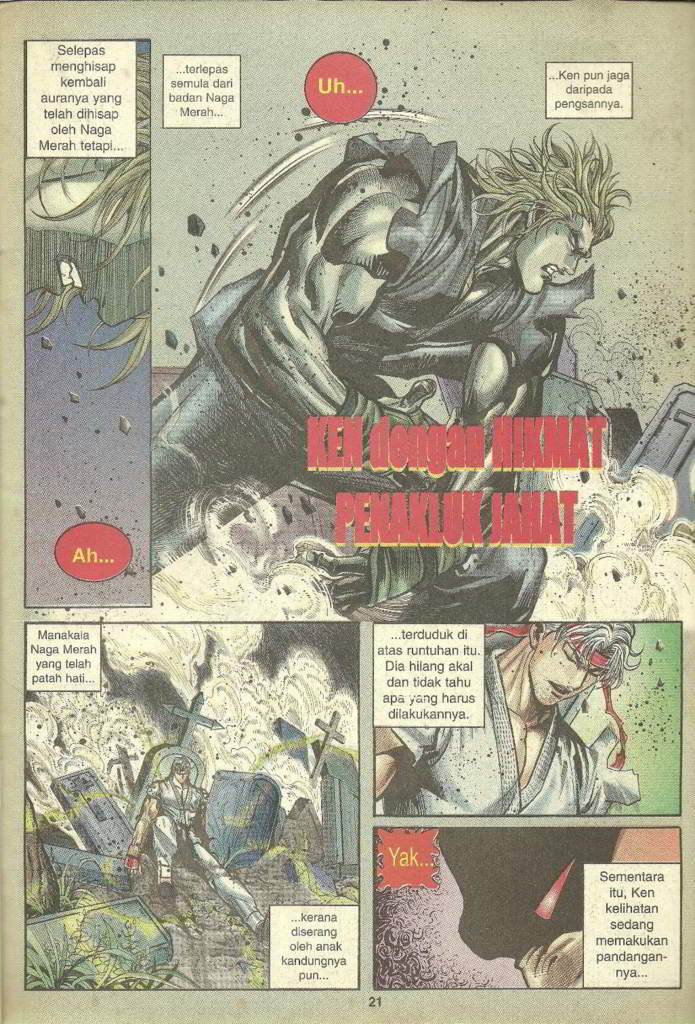 Selepas
menghisap
kembali
auranya yang
telah dihisap
oleh Naga
Merah tetapi...
...terlepas
semula dari
badan Naga
Merah...
Uh...
...Ken pun jaga
daripada
pengsannya.
KEN dengan HIKMAT
PENAKLUK JAHAT
Ah...
Manakala
Naga Merah
yang telah
patah hati...
...kerana
diserang
oleh anak
kandungnya
pun...
...terduduk di
atas runtuhan itu.
Dia hilang akal
dan tidak tahu
apa yang harus
dilakukannya.
Yak...
Sementara
itu, Ken
kelihatan
sedang
memakukan
pandangan-
nya...
21